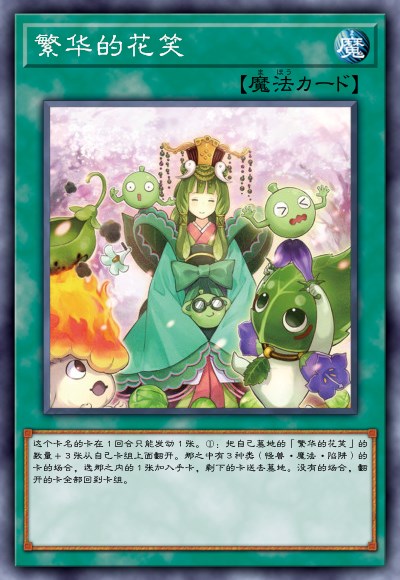 繁华的花笑
魔
【魔法カード】
ま ほう
这个卡名的卡在1回合只能发动1张。①：把自己墓地的「繁华的花笑」的
数量+3张从自己卡组上面翻开。那之中有3种类（怪兽·魔法·陷阱）的
卡的场合，选那之内的1张加入手卡，剩下的卡送去墓地。没有的场合，翻
开的卡全部回到卡组。